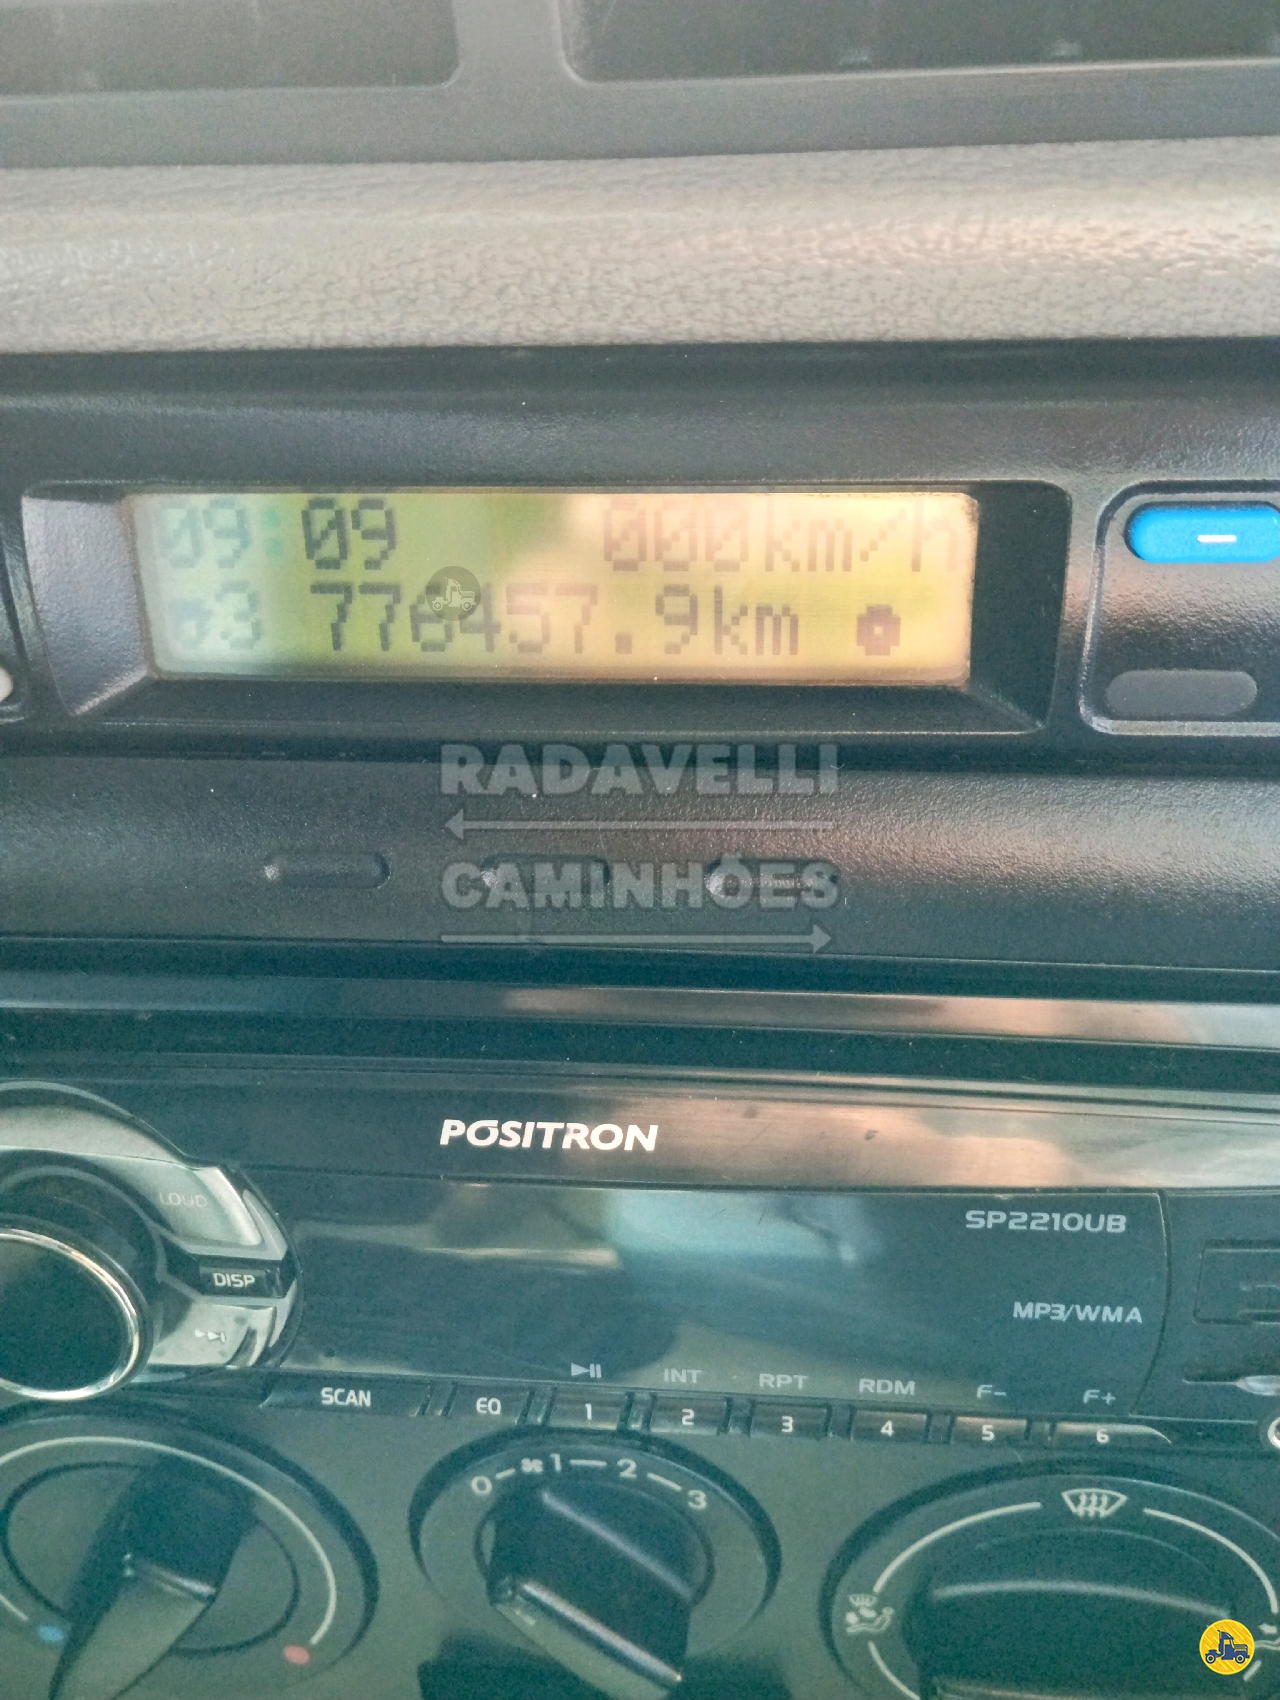 09:09 000km/h
3 776457.9km
RADAVELLI
CAMINHÕES
POSITRON
LOUD
SP2210UB
DISP
MP3/WMA
INT RPT RDM F- F+
SCAN EQ 1 2 3 4 5 6
0 1 2 3